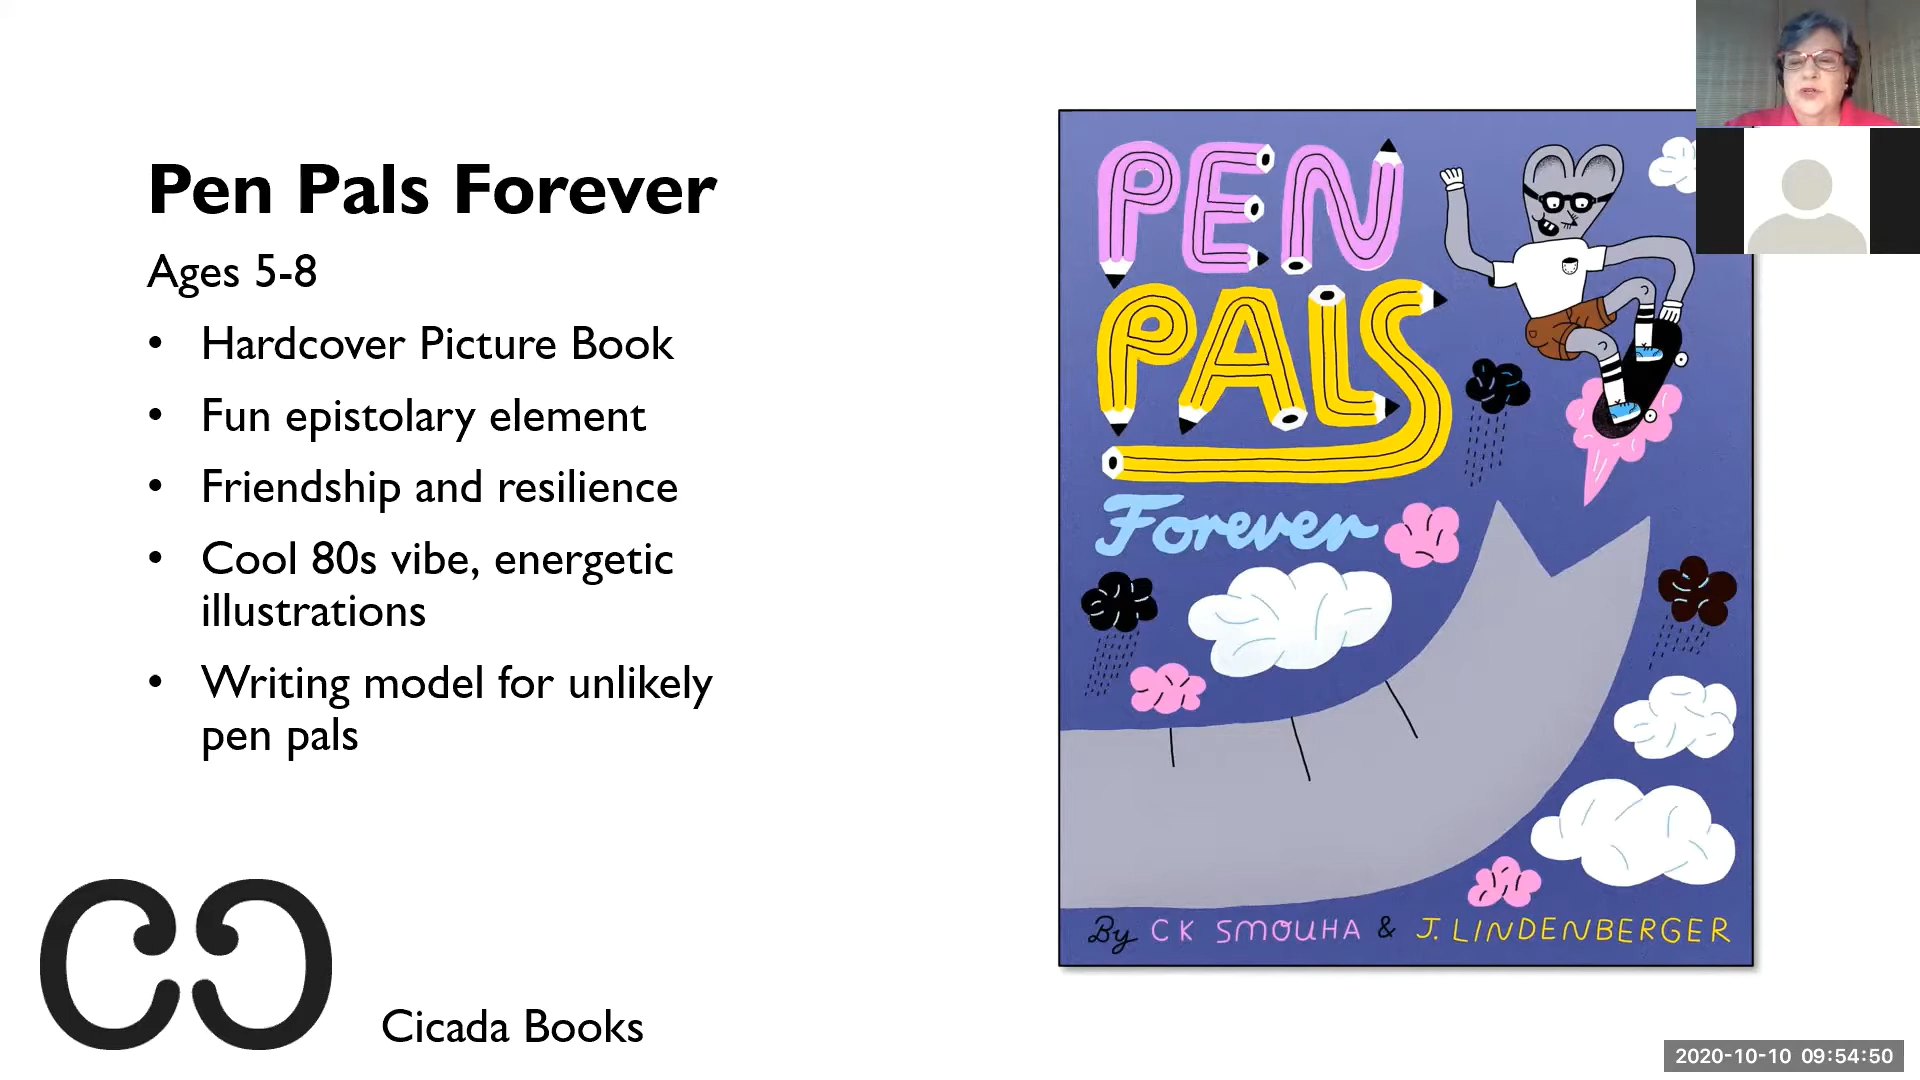 Pen Pals Forever
Ages 5-8
• Hardcover Picture Book
• Fun epistolary element
• Friendship and resilience
• Cool 80s vibe, energetic
illustrations
• Writing model for unlikely
pen pals
Cicada Books
PEN
PALS
Forever
By CK SMOUHA & J. LINDENBERGER
2020-10-10 09:54:50